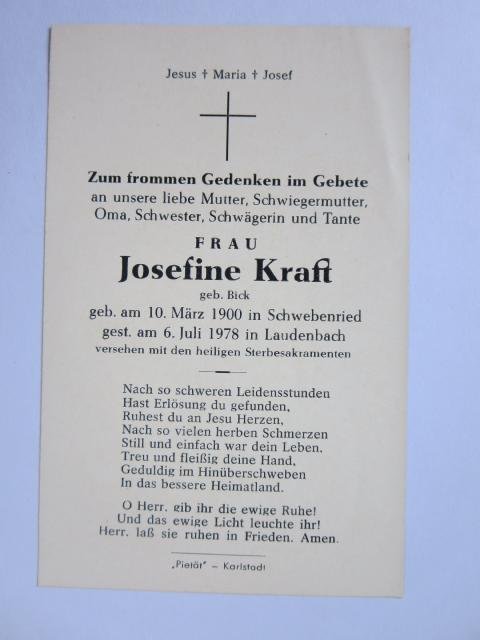 Jesus † Maria † Josef
Zum frommen Gedenken im Gebete
an unsere liebe Mutter, Schwiegermutter,
Oma, Schwester, Schwägerin und Tante
FRAU
Josefine Kraft
geb. Bick
geb. am 10. März 1900 in Schwebenried
gest. am 6. Juli 1978 in Laudenbach
versehen mit den heiligen Sterbesakramenten
Nach so schweren Leidensstunden
Hast Erlösung du gefunden,
Ruhest du an Jesu Herzen,
Nach so vielen herben Schmerzen
Still und einfach war dein Leben,
Treu und fleißig deine Hand,
Geduldig im Hinüberschweben
In das bessere Heimatland.
O Herr, gib ihr die ewige Ruhe!
Und das ewige Licht leuchte ihr!
Herr, laß sie ruhen in Frieden. Amen.
„Pietät" – Karlstadt